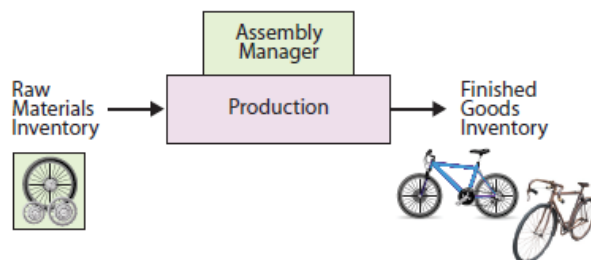 Assembly
Manager
Raw
Materials
Inventory
Production
Finished
Goods
Inventory